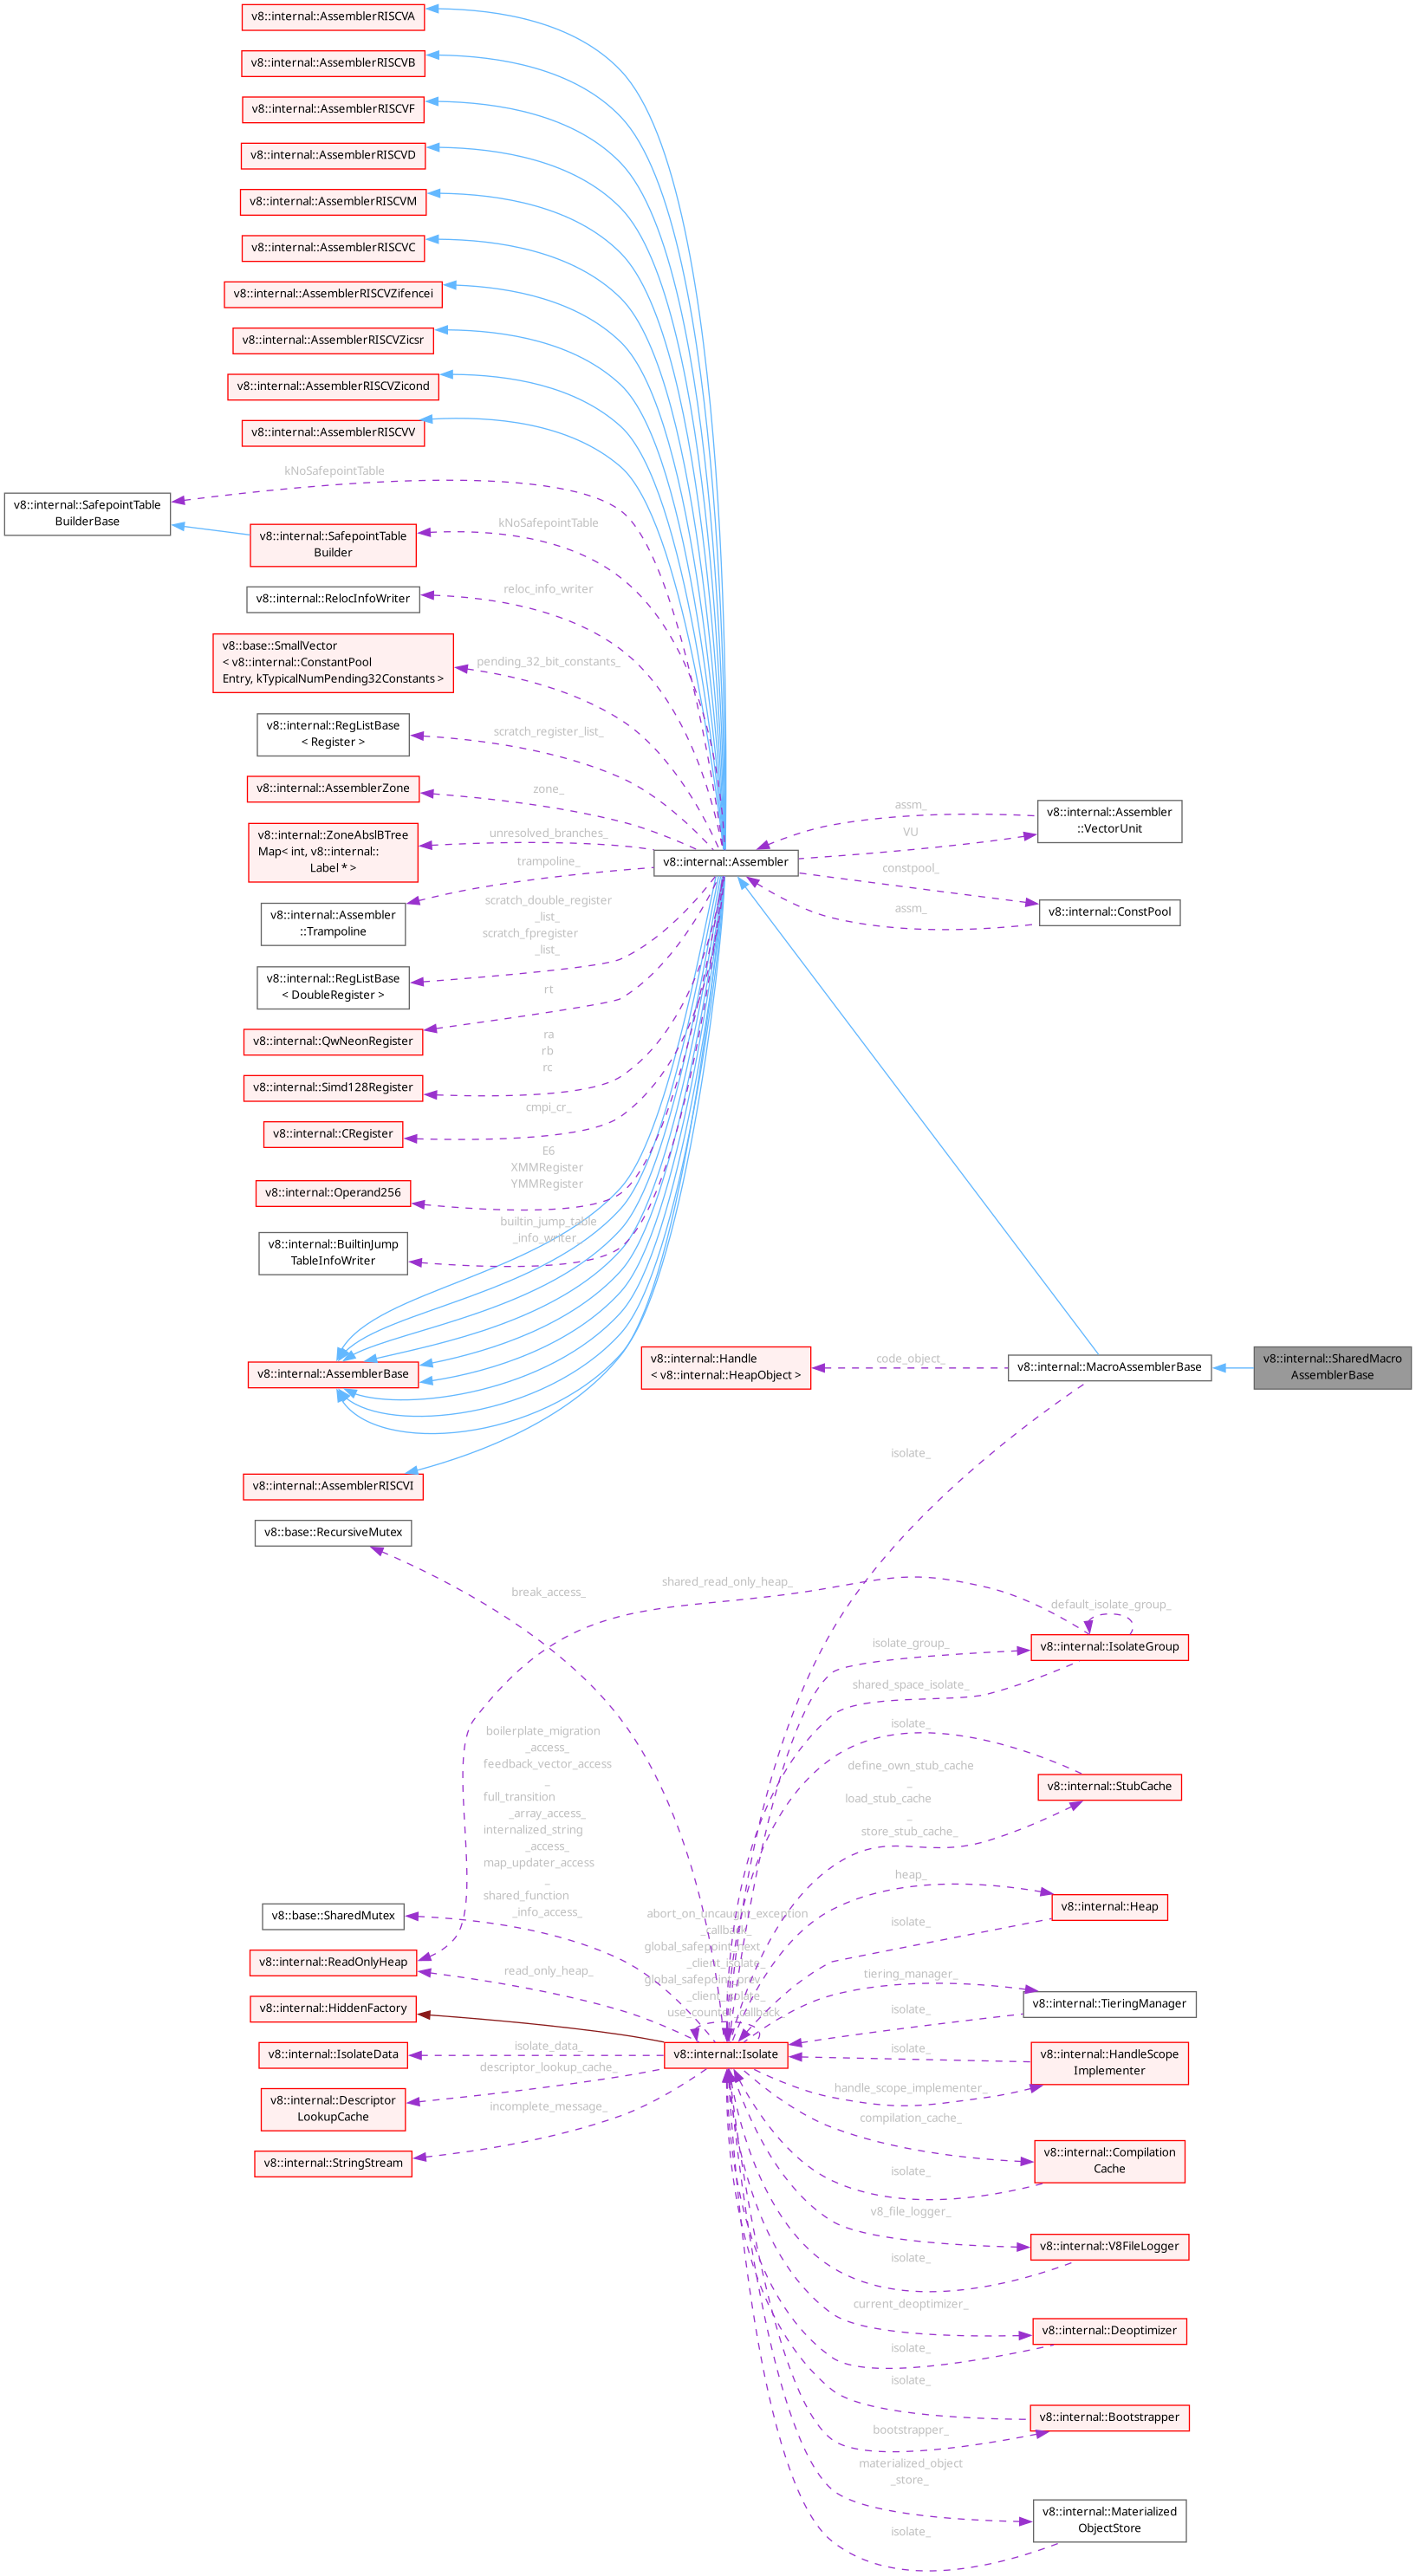 v8::internal::AssemblerRISCVA
v8::internal::AssemblerRISCVB
v8::internal::AssemblerRISCVF
v8::internal::AssemblerRISCVD
v8::internal::AssemblerRISCVM
v8::internal::AssemblerRISCVC
v8::internal::AssemblerRISCVZifencei
v8::internal::AssemblerRISCVZicsr
v8::internal::AssemblerRISCVZicond
v8::internal::AssemblerRISCVV
kNoSafepointTable
v8::internal::SafepointTable
BuilderBase
kNoSafepointTable
v8::internal::SafepointTable
Builder
reloc_info_writer
v8::internal::RelocInfoWriter
v8::base::SmallVector
< v8::internal::ConstantPool
Entry, kTypicalNumPending32Constants >
pending_32_bit_constants_
v8::internal::RegListBase
< Register >
scratch_register_list_
v8::internal::AssemblerZone
zone_
v8::internal::ZoneAbslBTree
Map< int, v8::internal::
Label * >
unresolved_branches_
trampoline_
v8::internal::Assembler
assm_
VU
v8::internal::Assembler
::VectorUnit
constpool_
assm_
v8::internal::ConstPool
v8::internal::Assembler
::Trampoline
scratch_double_register
_list_
scratch_fpregister
_list_
v8::internal::RegListBase
< DoubleRegister >
rt
v8::internal::QwNeonRegister
ra
rb
rc
v8::internal::Simd128Register
cmpi_cr_
v8::internal::CRegister
E6
XMMRegister
YMMRegister
v8::internal::Operand256
builtin_jump_table
_info_writer_
v8::internal::BuiltinJump
TableInfoWriter
v8::internal::AssemblerBase
v8::internal::Handle
< v8::internal::HeapObject >
code_object_
v8::internal::MacroAssemblerBase
v8::internal::SharedMacro
AssemblerBase
isolate_
v8::internal::AssemblerRISCVI
v8::base::RecursiveMutex
break_access_
shared_read_only_heap_
default_isolate_group_
isolate_group_
v8::internal::IsolateGroup
shared_space_isolate_
isolate_
define_own_stub_cache
_
load_stub_cache
_
store_stub_cache_
v8::internal::StubCache
boilerplate_migration
_access_
feedback_vector_access
_
full_transition
_array_access_
internalized_string
_access_
map_updater_access
_
shared_function
_info_access_
v8::base::SharedMutex
heap_
v8::internal::Heap
isolate_
abort_on_uncaught_exception
_callback_
global_safepoint_next
_client_isolate_
global_safepoint_prev
_client_isolate_
use_counter_callback_
v8::internal::ReadOnlyHeap
read_only_heap_
tiering_manager_
v8::internal::TieringManager
isolate_
v8::internal::HiddenFactory
v8::internal::Isolate
v8::internal::IsolateData
isolate_data_
isolate_
v8::internal::HandleScope
Implementer
handle_scope_implementer_
descriptor_lookup_cache_
v8::internal::Descriptor
LookupCache
incomplete_message_
v8::internal::StringStream
compilation_cache_
v8::internal::Compilation
Cache
isolate_
v8_file_logger_
v8::internal::V8FileLogger
isolate_
current_deoptimizer_
v8::internal::Deoptimizer
isolate_
isolate_
v8::internal::Bootstrapper
bootstrapper_
materialized_object
_store_
v8::internal::Materialized
ObjectStore
isolate_